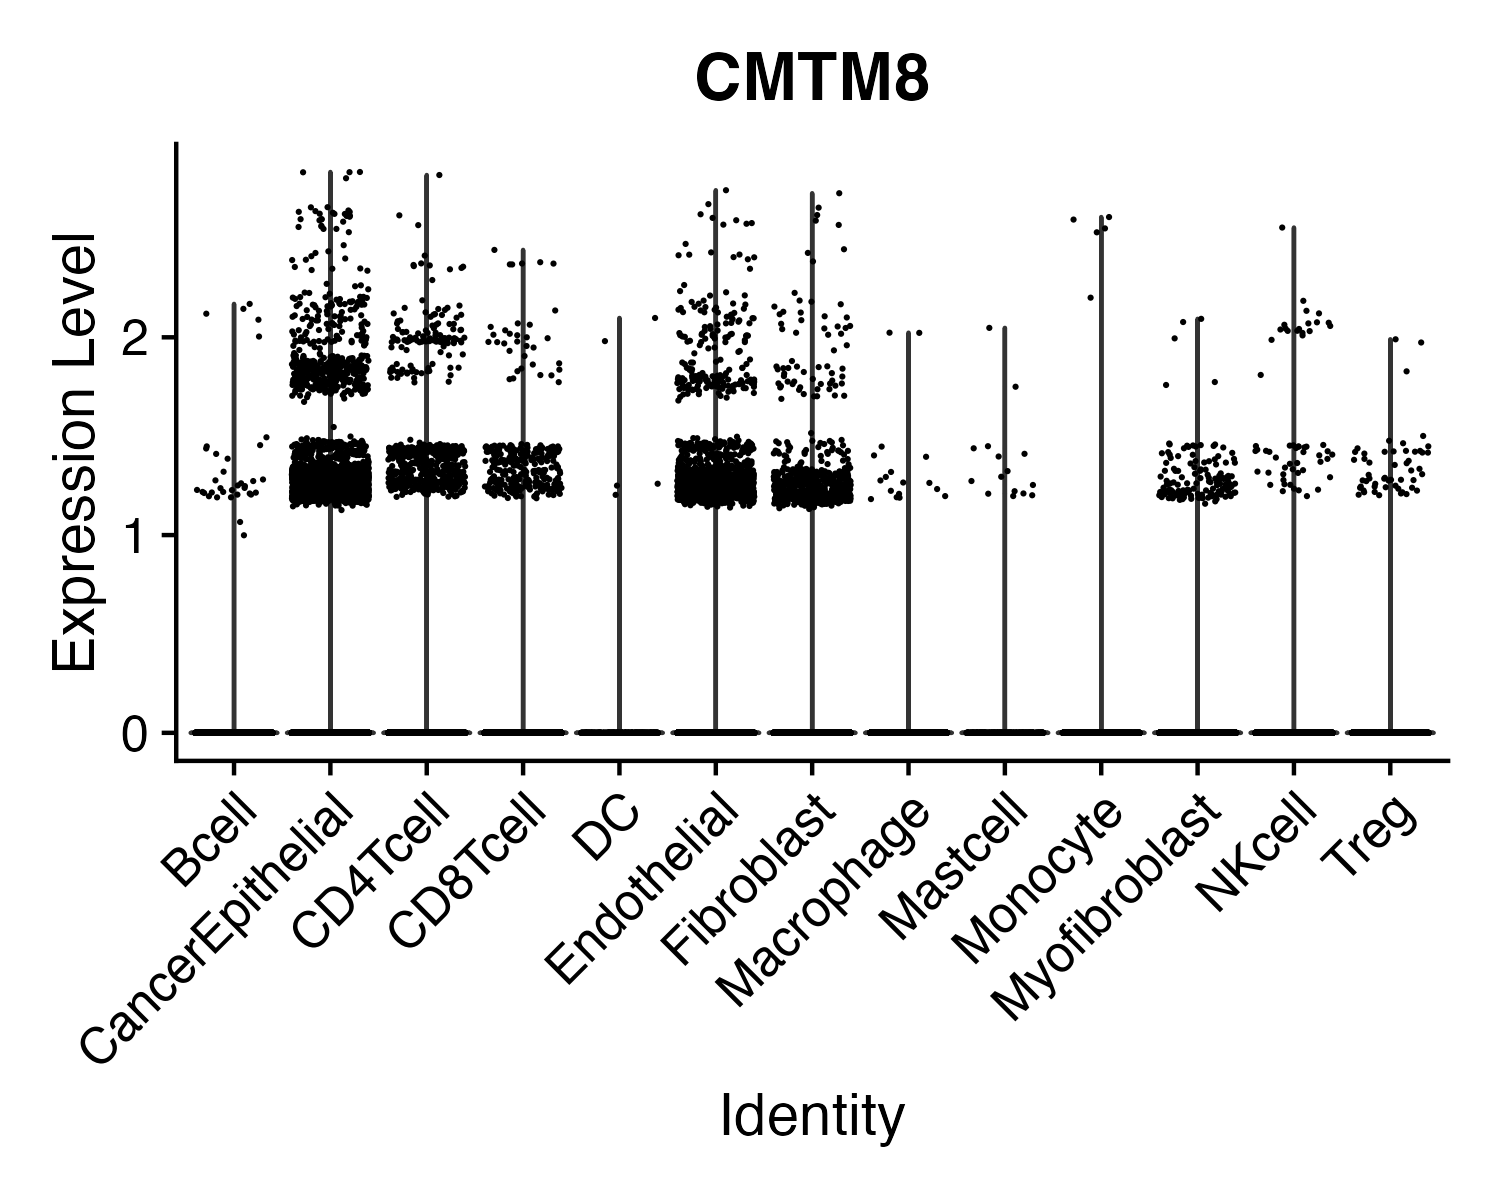 CMTM8
Expression Level
2
1
0
Bcell
CancerEpithelial
CD4Tcell
CD8Tcell
DC
Endothelial
Fibroblast
Macrophage
Mastcell
Monocyte
Myofibroblast
NKcell
Treg
Identity